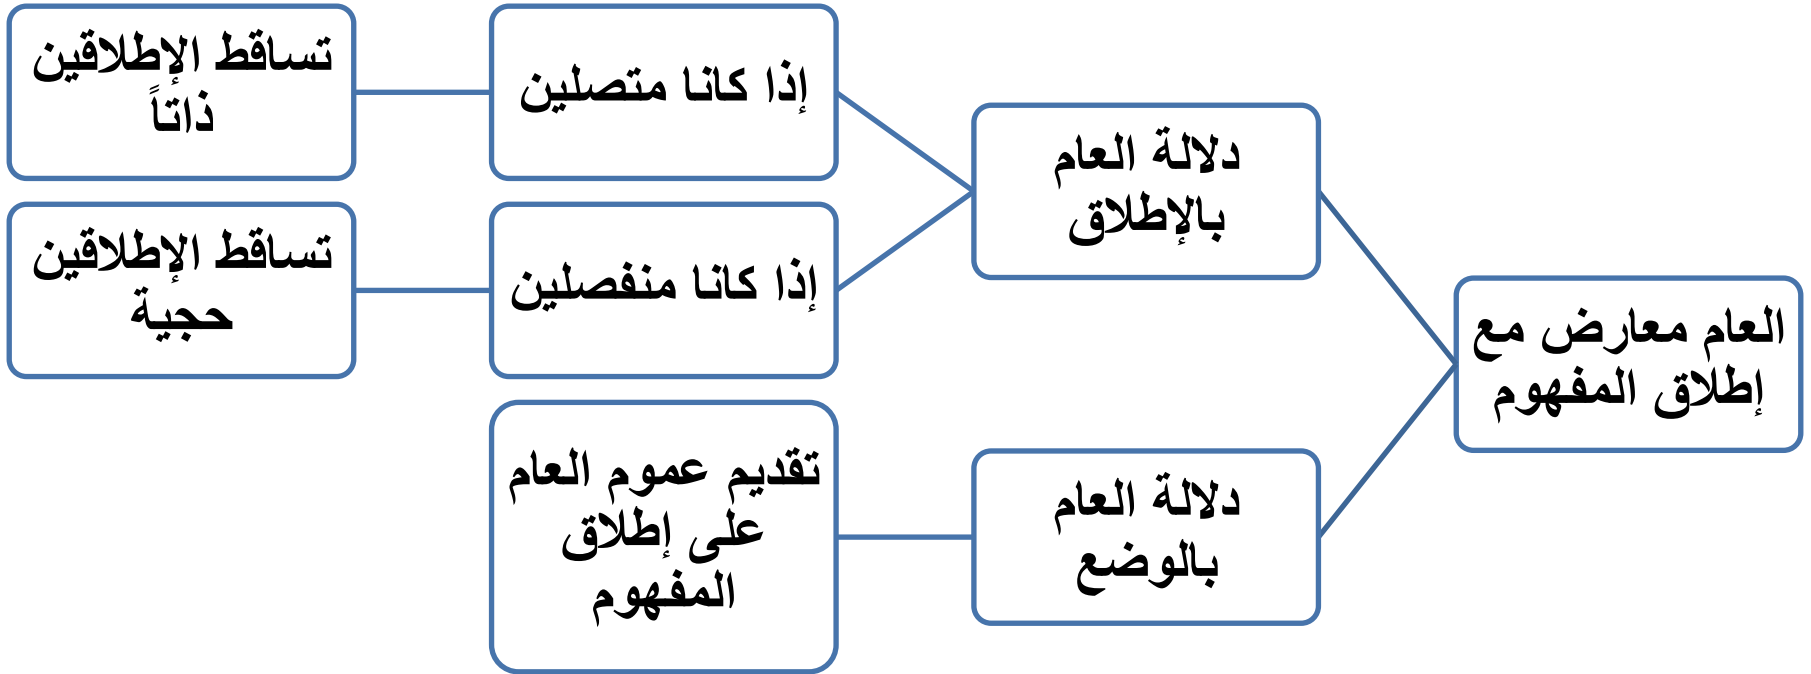 العام معارض مع
إطلاق المفهوم
دلالة العام
بالإطلاق
إذا كانا متصلين
تساقط الإطلاقين
ذاتاً
إذا كانا منفصلين
تساقط الإطلاقين
حجية
دلالة العام
بالوضع
تقديم عموم العام
على إطلاق
المفهوم